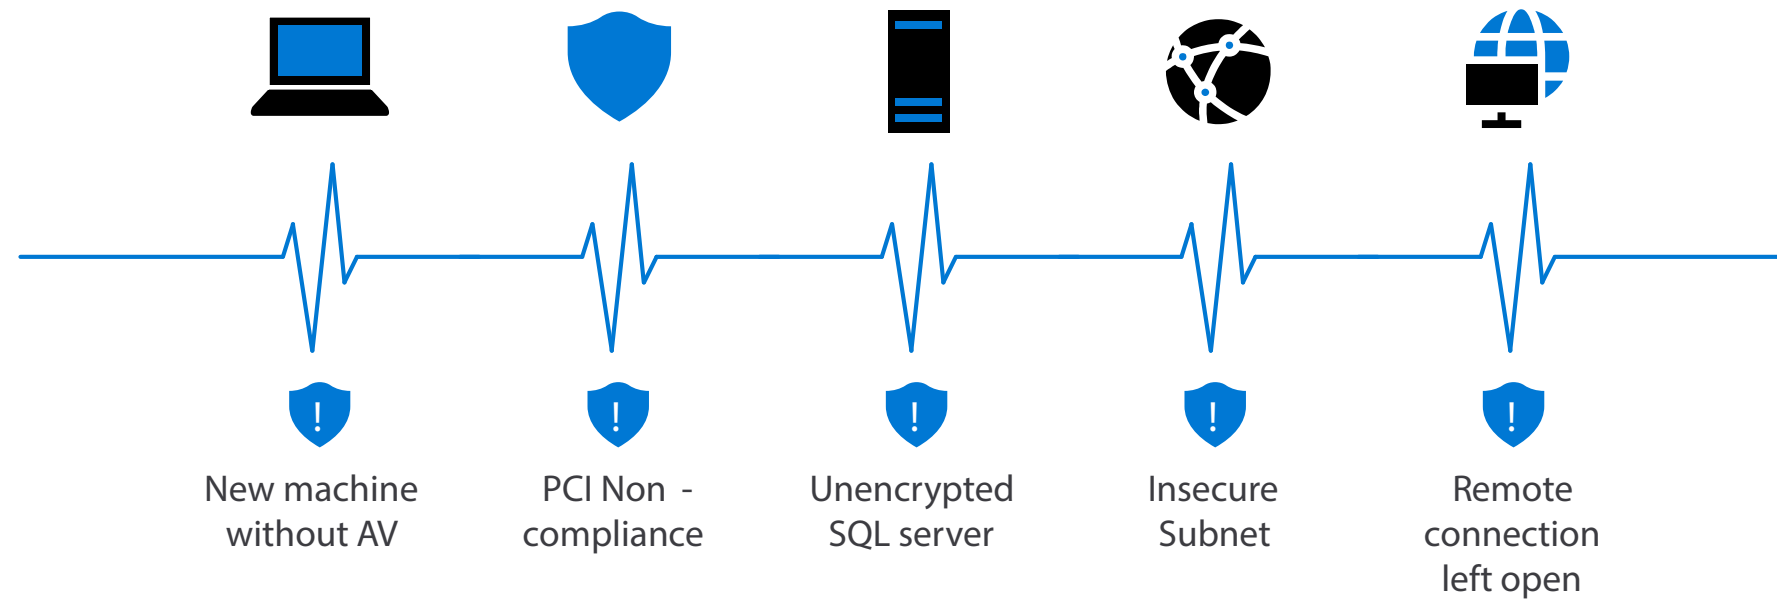 New machine
without AV
PCI Non -
compliance
Unencrypted
SQL server
Insecure
Subnet
Remote
connection
left open